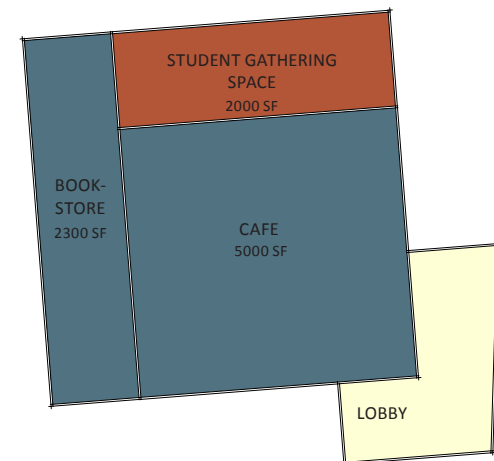 STUDENT GATHERING
SPACE
2000 SF
BOOK-
STORE
2300 SF
CAFE
5000 SF
LOBBY